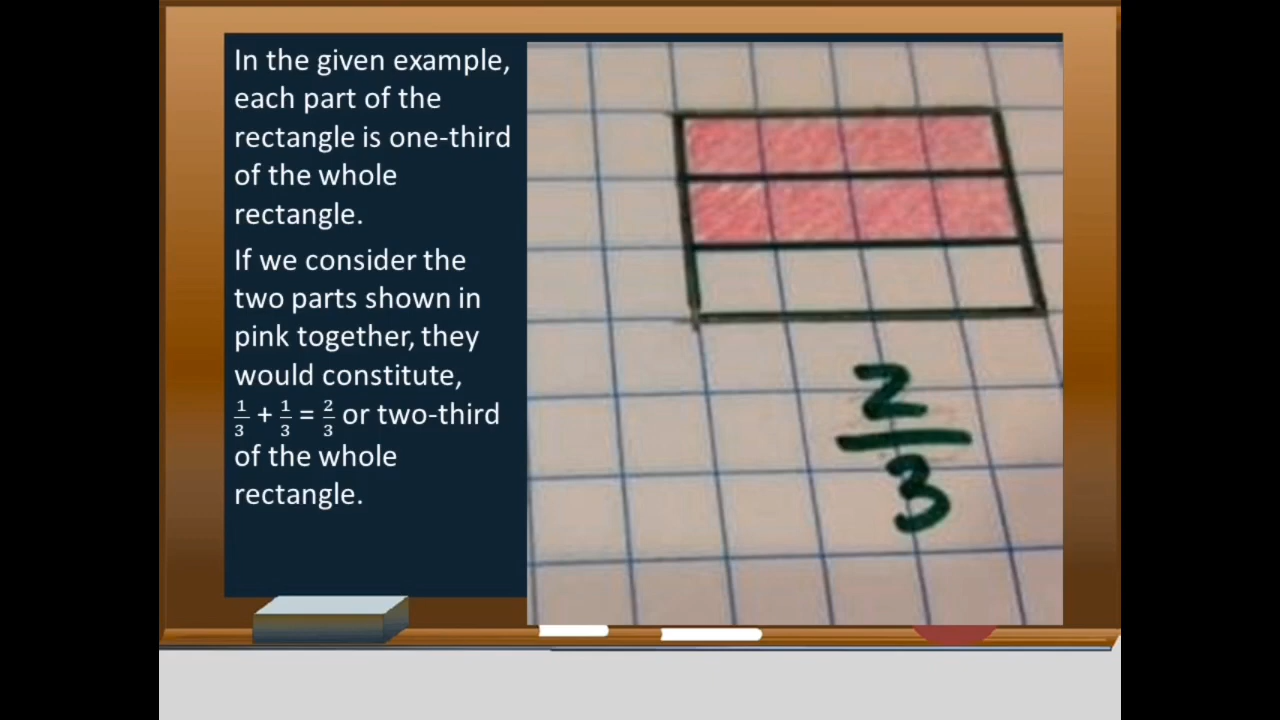 In the given example,
each part of the
rectangle is one-third
of the whole
rectangle.
If we consider the
two parts shown in
pink together, they
would constitute,
1/3 + 1/3 = 2/3 or two-third
of the whole
rectangle.
2
3